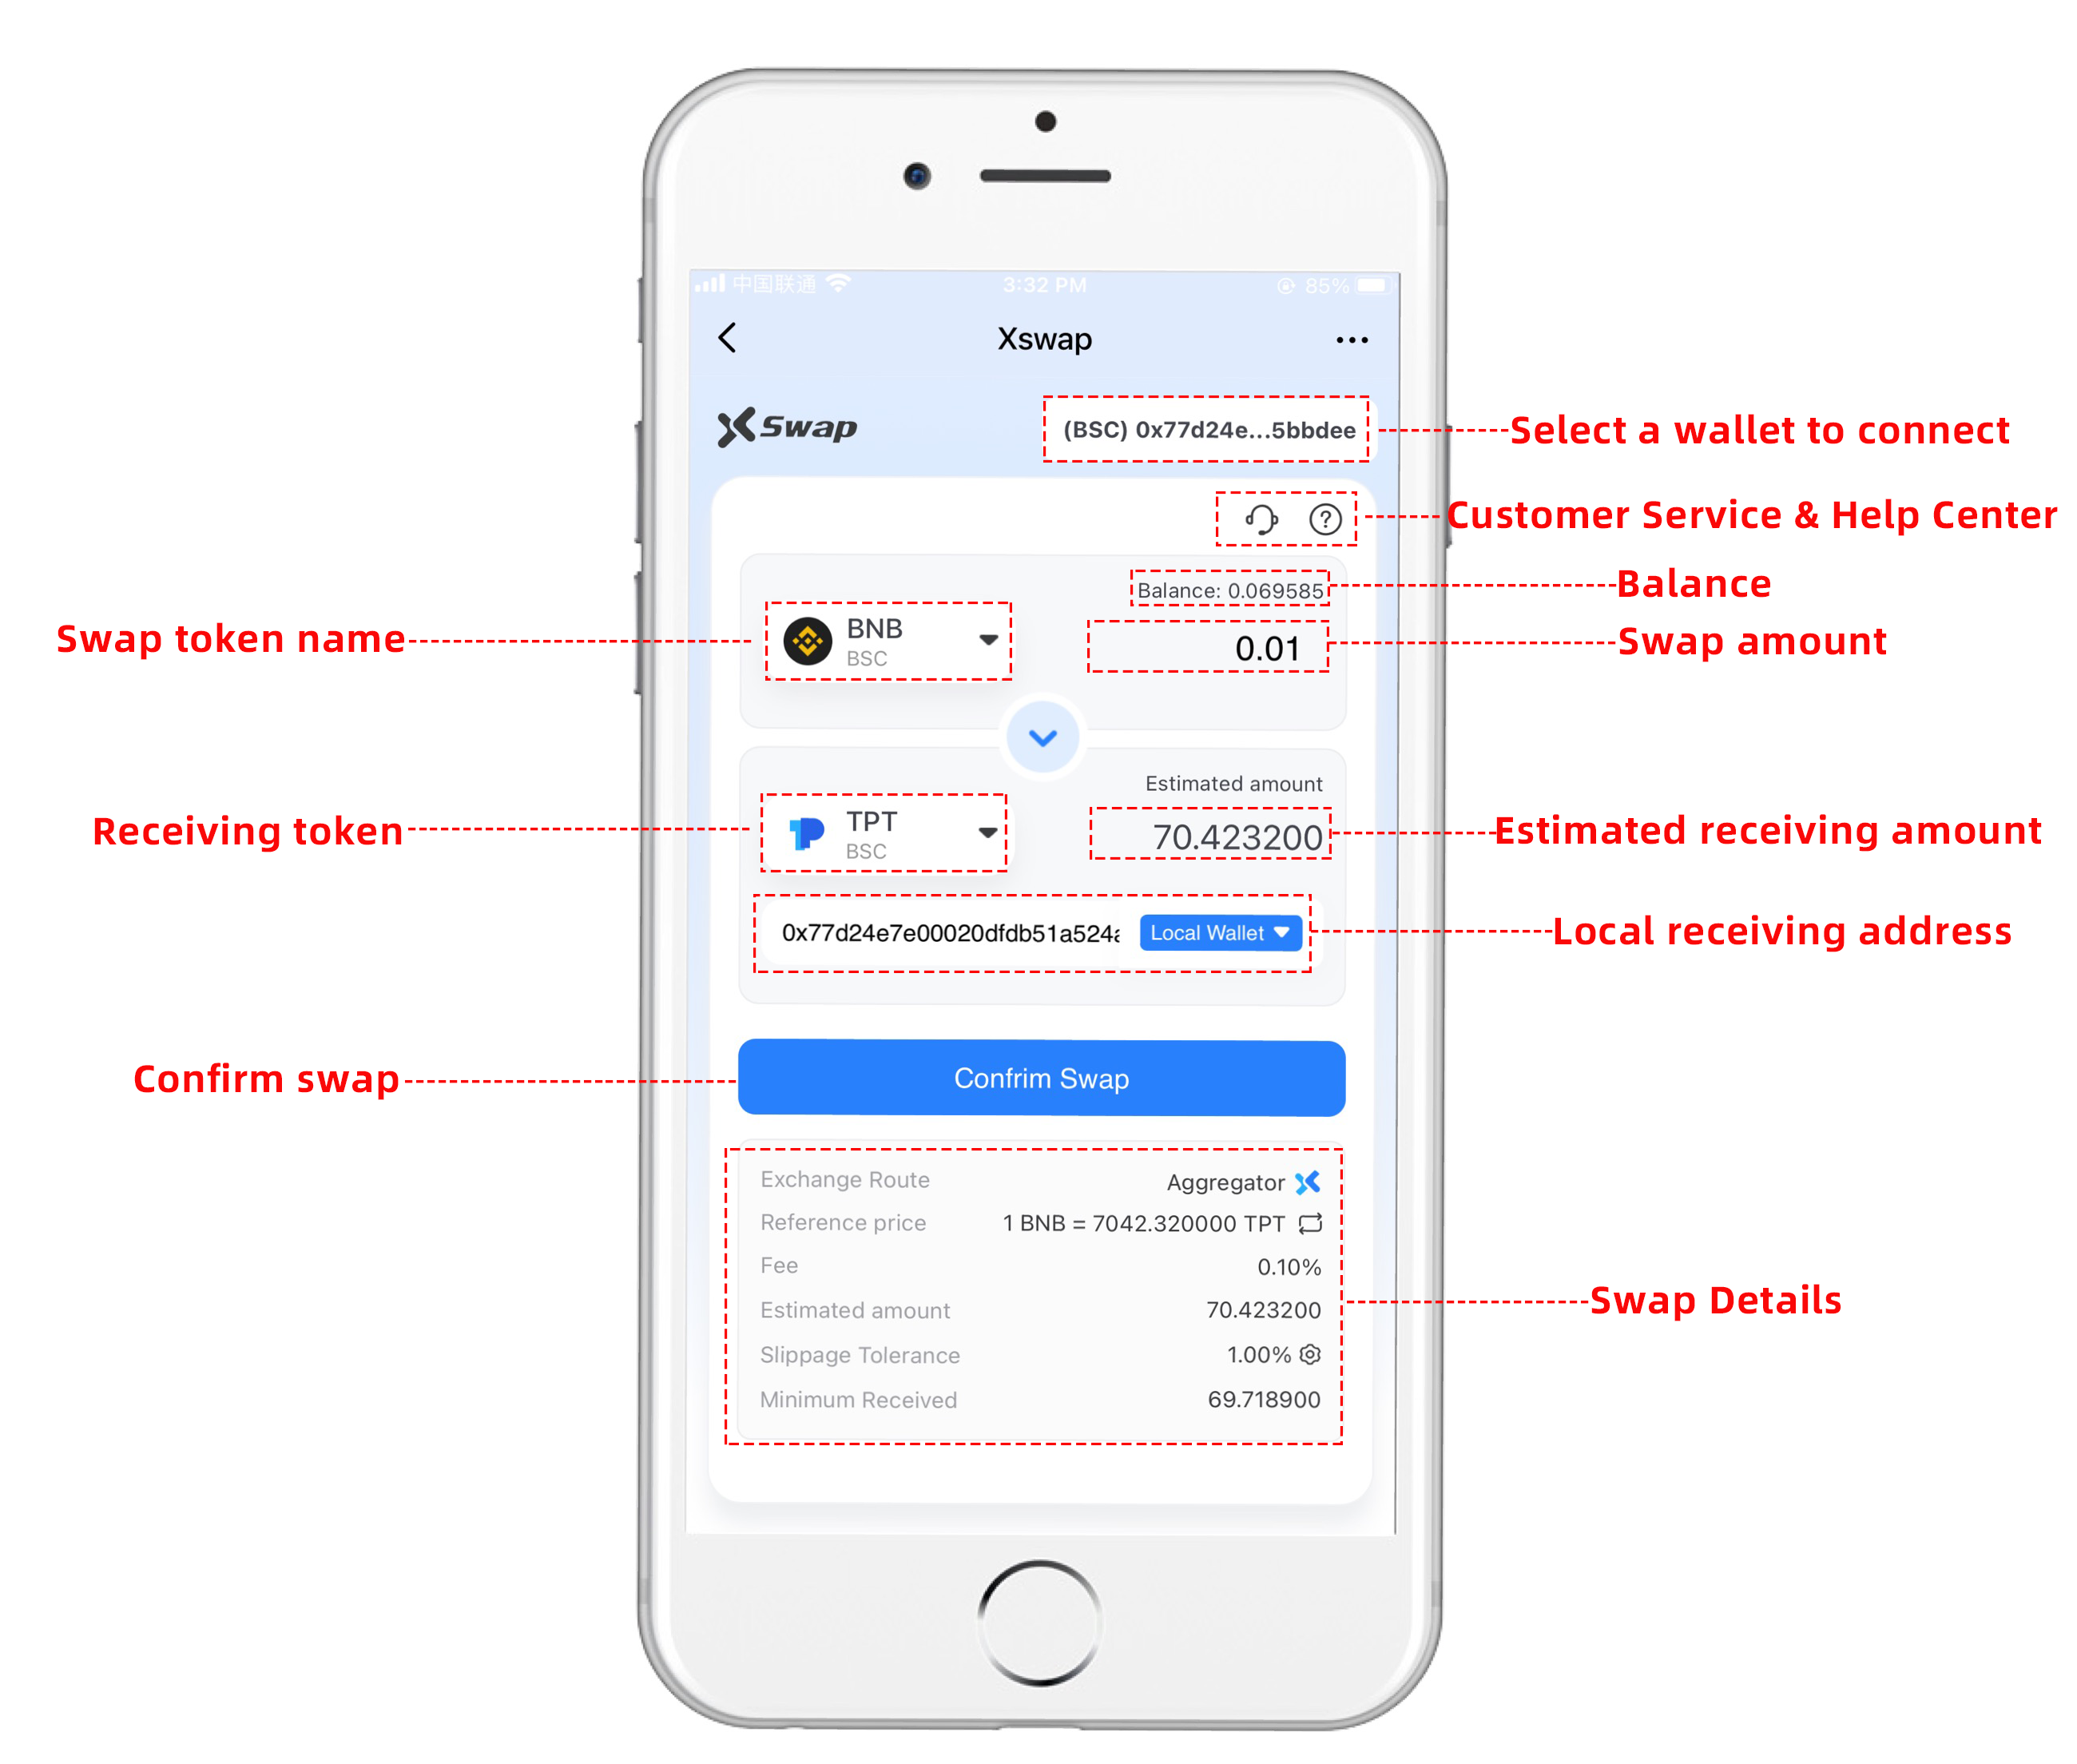 中国联通 3:32 PM 85%
Xswap
Swap
(BSC) 0x77d24e...5bbdee
Select a wallet to connect
Customer Service & Help Center
Balance: 0.069585
Balance
Swap token name
BNB
BSC
0.01
Swap amount
Estimated amount
Receiving token
TPT
BSC
70.423200
Estimated receiving amount
0x77d24e7e00020dfdb51a524
Local Wallet
Local receiving address
Confirm swap
Confrim Swap
Exchange Route Aggregator
Reference price 1 BNB = 7042.320000 TPT
Fee 0.10%
Estimated amount 70.423200
Swap Details
Slippage Tolerance 1.00%
Minimum Received 69.718900